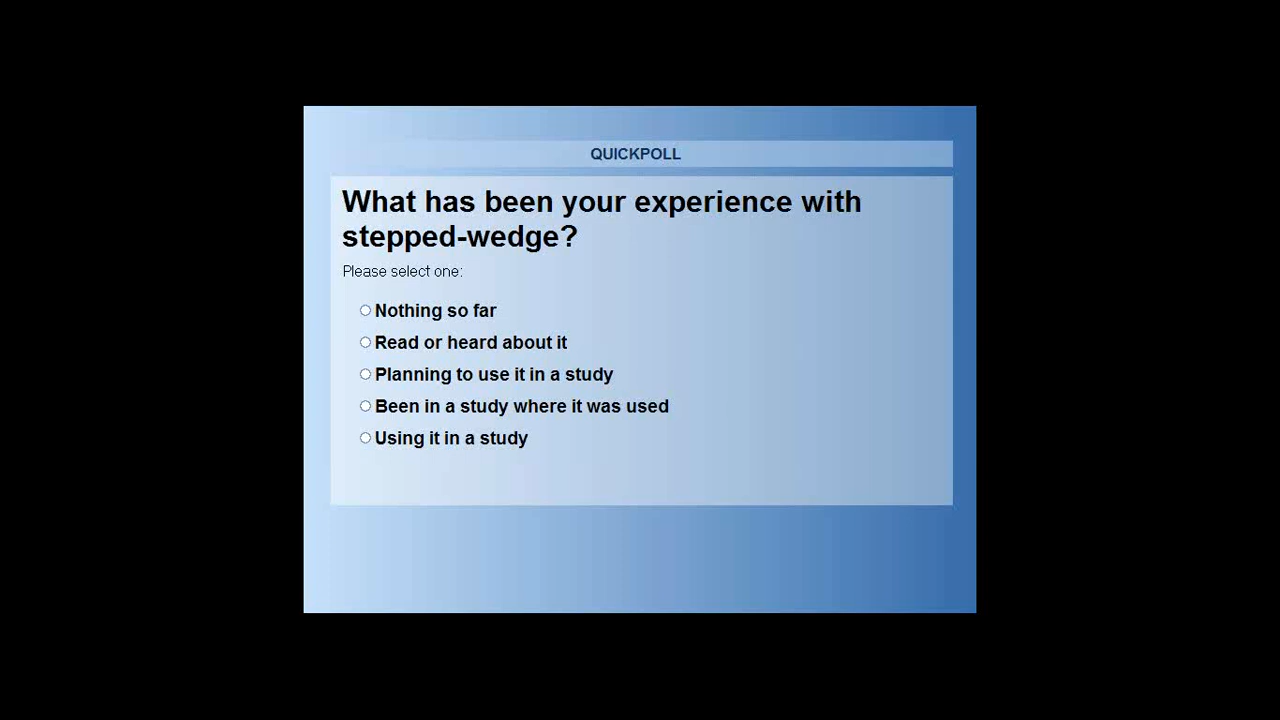 QUICKPOLL
What has been your experience with
stepped-wedge?
Please select one:
Nothing so far
Read or heard about it
Planning to use it in a study
Been in a study where it was used
Using it in a study